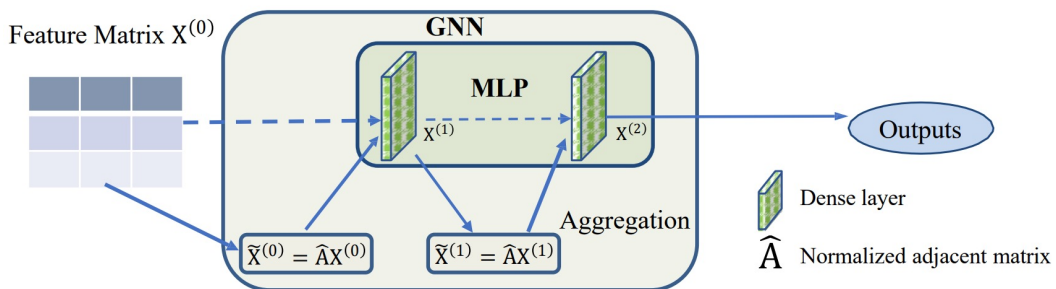 GNN
Feature Matrix X⁽⁰⁾
MLP
X⁽¹⁾
X⁽²⁾
Outputs
Aggregation
X̃⁽⁰⁾ = ÂX⁽⁰⁾
X̃⁽¹⁾ = ÂX⁽¹⁾
Dense layer
Â Normalized adjacent matrix